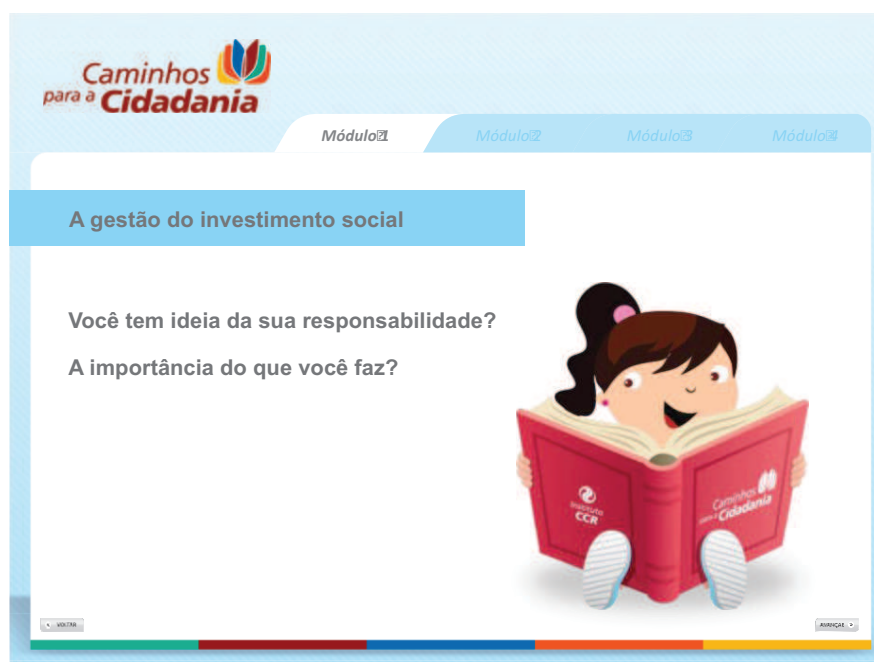 Caminhos
para a Cidadania
Módulo 1
Módulo 2
Módulo 3
Módulo 4
A gestão do investimento social
Você tem ideia da sua responsabilidade?
A importância do que você faz?
Instituto
CCR
Caminhos
para a Cidadania
VOLTAR
AVANÇAR